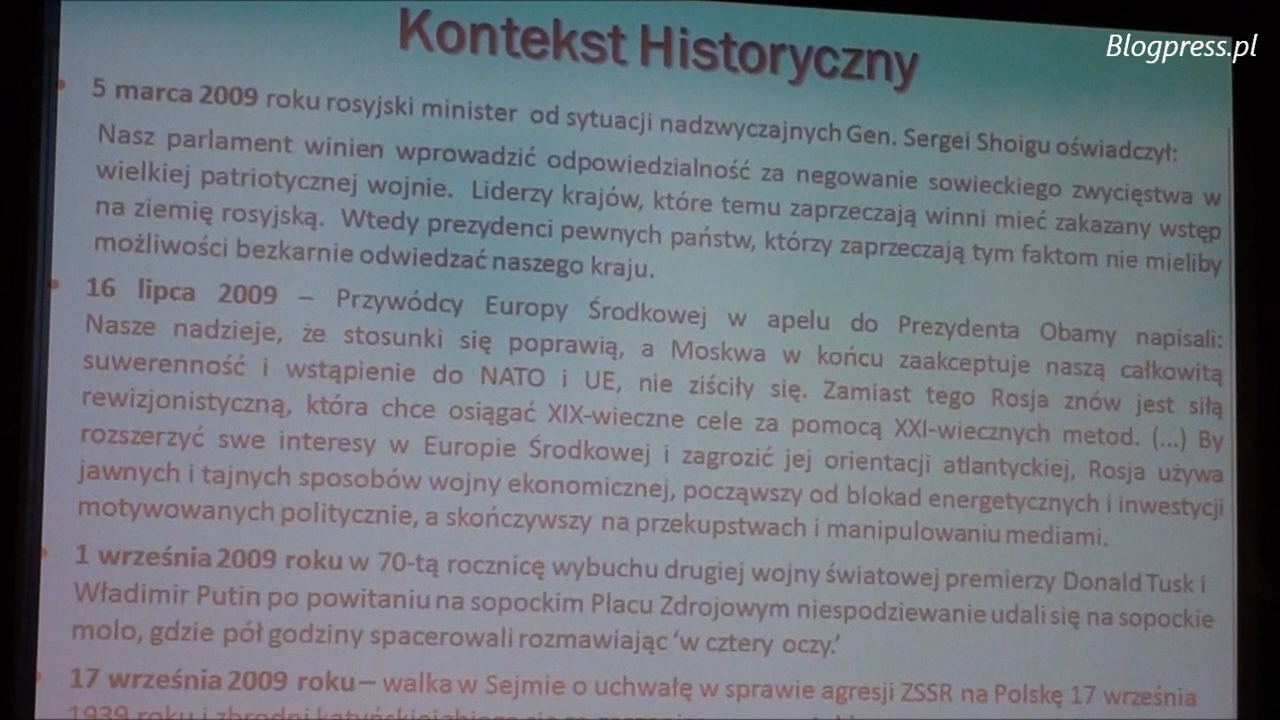 Kontekst Historyczny
Blogpress.pl
5 marca 2009 roku rosyjski minister od sytuacji nadzwyczajnych Gen. Sergei Shoigu oświadczył:
Nasz parlament winien wprowadzić odpowiedzialność za negowanie sowieckiego zwycięstwa w
wielkiej patriotycznej wojnie. Liderzy krajów, które temu zaprzeczają winni mieć zakazany wstęp
na ziemię rosyjską. Wtedy prezydenci pewnych państw, którzy zaprzeczają tym faktom nie mieliby
możliwości bezkarnie odwiedzać naszego kraju.
16 lipca 2009 – Przywódcy Europy Środkowej w apelu do Prezydenta Obamy napisali:
Nasze nadzieje, że stosunki się poprawią, a Moskwa w końcu zaakceptuje naszą całkowitą
suwerenność i wstąpienie do NATO i UE, nie ziściły się. Zamiast tego Rosja znów jest siłą
rewizjonistyczną, która chce osiągać XIX-wieczne cele za pomocą XXI-wiecznych metod. (...) By
rozszerzyć swe interesy w Europie Środkowej i zagrozić jej orientacji atlantyckiej, Rosja używa
jawnych i tajnych sposobów wojny ekonomicznej, począwszy od blokad energetycznych i inwestycji
motywowanych politycznie, a skończywszy na przekupstwach i manipulowaniu mediami.
1 września 2009 roku w 70-tą rocznicę wybuchu drugiej wojny światowej premierzy Donald Tusk i
Władimir Putin po powitaniu na sopockim Placu Zdrojowym niespodziewanie udali się na sopockie
molo, gdzie pół godziny spacerowali rozmawiając ‘w cztery oczy.’
17 września 2009 roku – walka w Sejmie o uchwałę w sprawie agresji ZSSR na Polskę 17 września
1939 roku i zbrodni katyńskiej